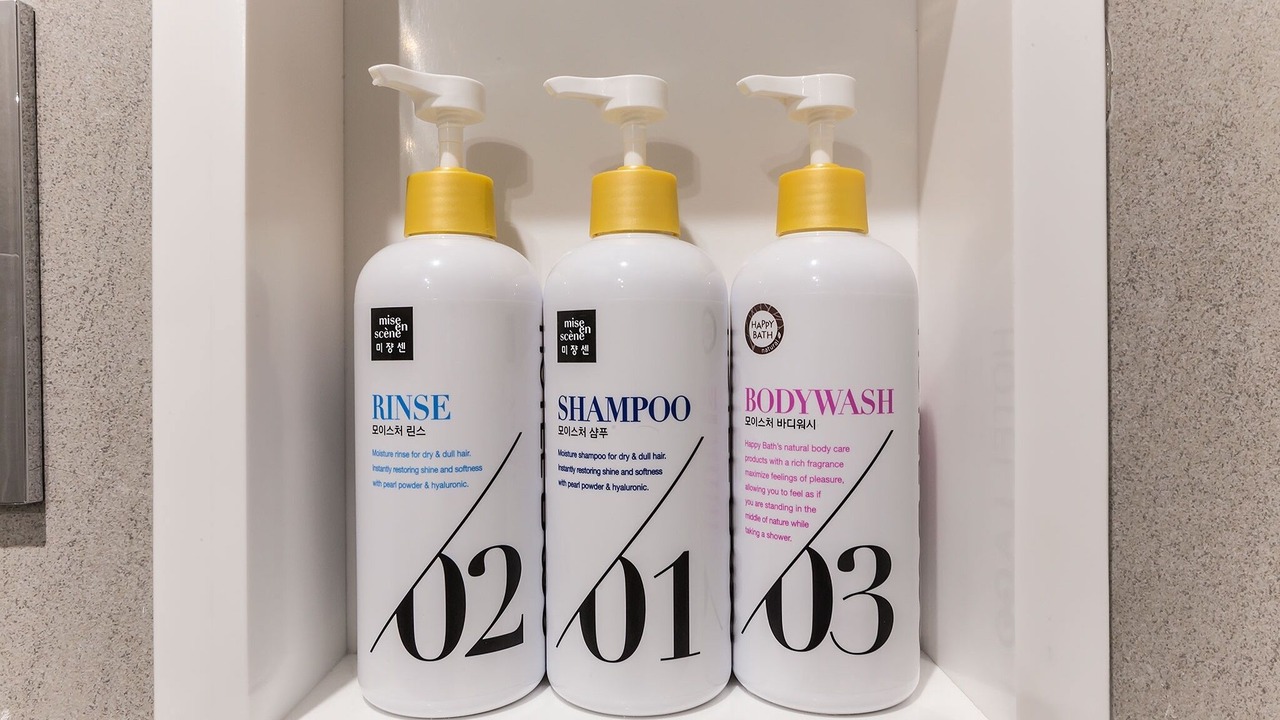 mise
en
scène
미쟝센
RINSE
모이스처 린스
Moisture rinse for dry & dull hair.
Instantly restoring shine and softness
with pearl powder & hyaluronic.
02
mise
en
scène
미쟝센
SHAMPOO
모이스처 샴푸
Moisture shampoo for dry & dull hair.
Instantly restoring shine and softness
with pearl powder & hyaluronic.
01
HAPPY
BATH
natural
BODYWASH
모이스처 바디워시
Happy Bath's natural body care
products with a rich fragrance
maximize feelings of pleasure,
allowing you to feel as if
you are standing in the
middle of nature while
taking a shower.
03